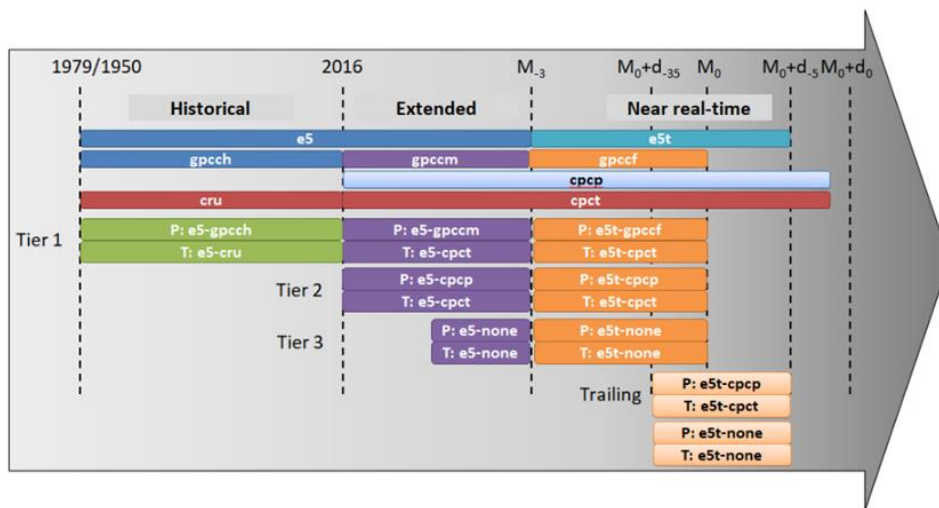 1979/1950 2016 M-3 M0+d-35 M0 M0+d-5 M0+d0
Historical Extended Near real-time
e5 e5t
gpcch gpccm gpccf
cpcp
cru cpct
Tier 1
P: e5-gpcch P: e5-gpccm P: e5t-gpccf
T: e5-cru T: e5-cpct T: e5t-cpct
Tier 2
P: e5-cpcp P: e5t-cpcp
T: e5-cpct T: e5t-cpct
Tier 3
P: e5-none P: e5t-none
T: e5-none T: e5t-none
Trailing
P: e5t-cpcp
T: e5t-cpct
P: e5t-none
T: e5t-none